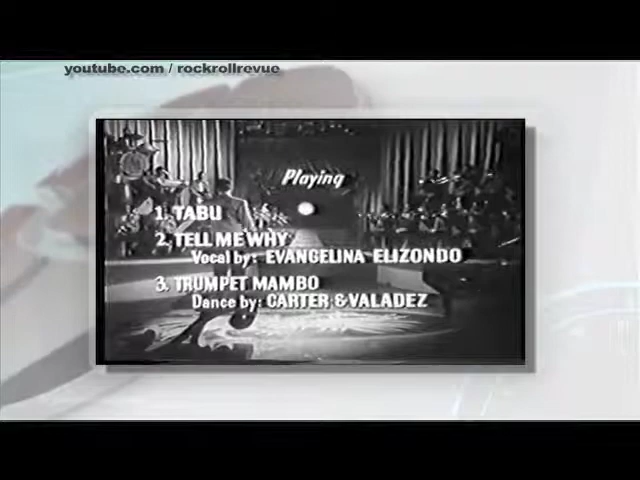 youtube.com / rockrollrevue
Playing
1. TABU
2. TELL ME WHY
Vocal by: EVANGELINA ELIZONDO
3. TRUMPET MAMBO
Dance by: CARTER & VALADEZ